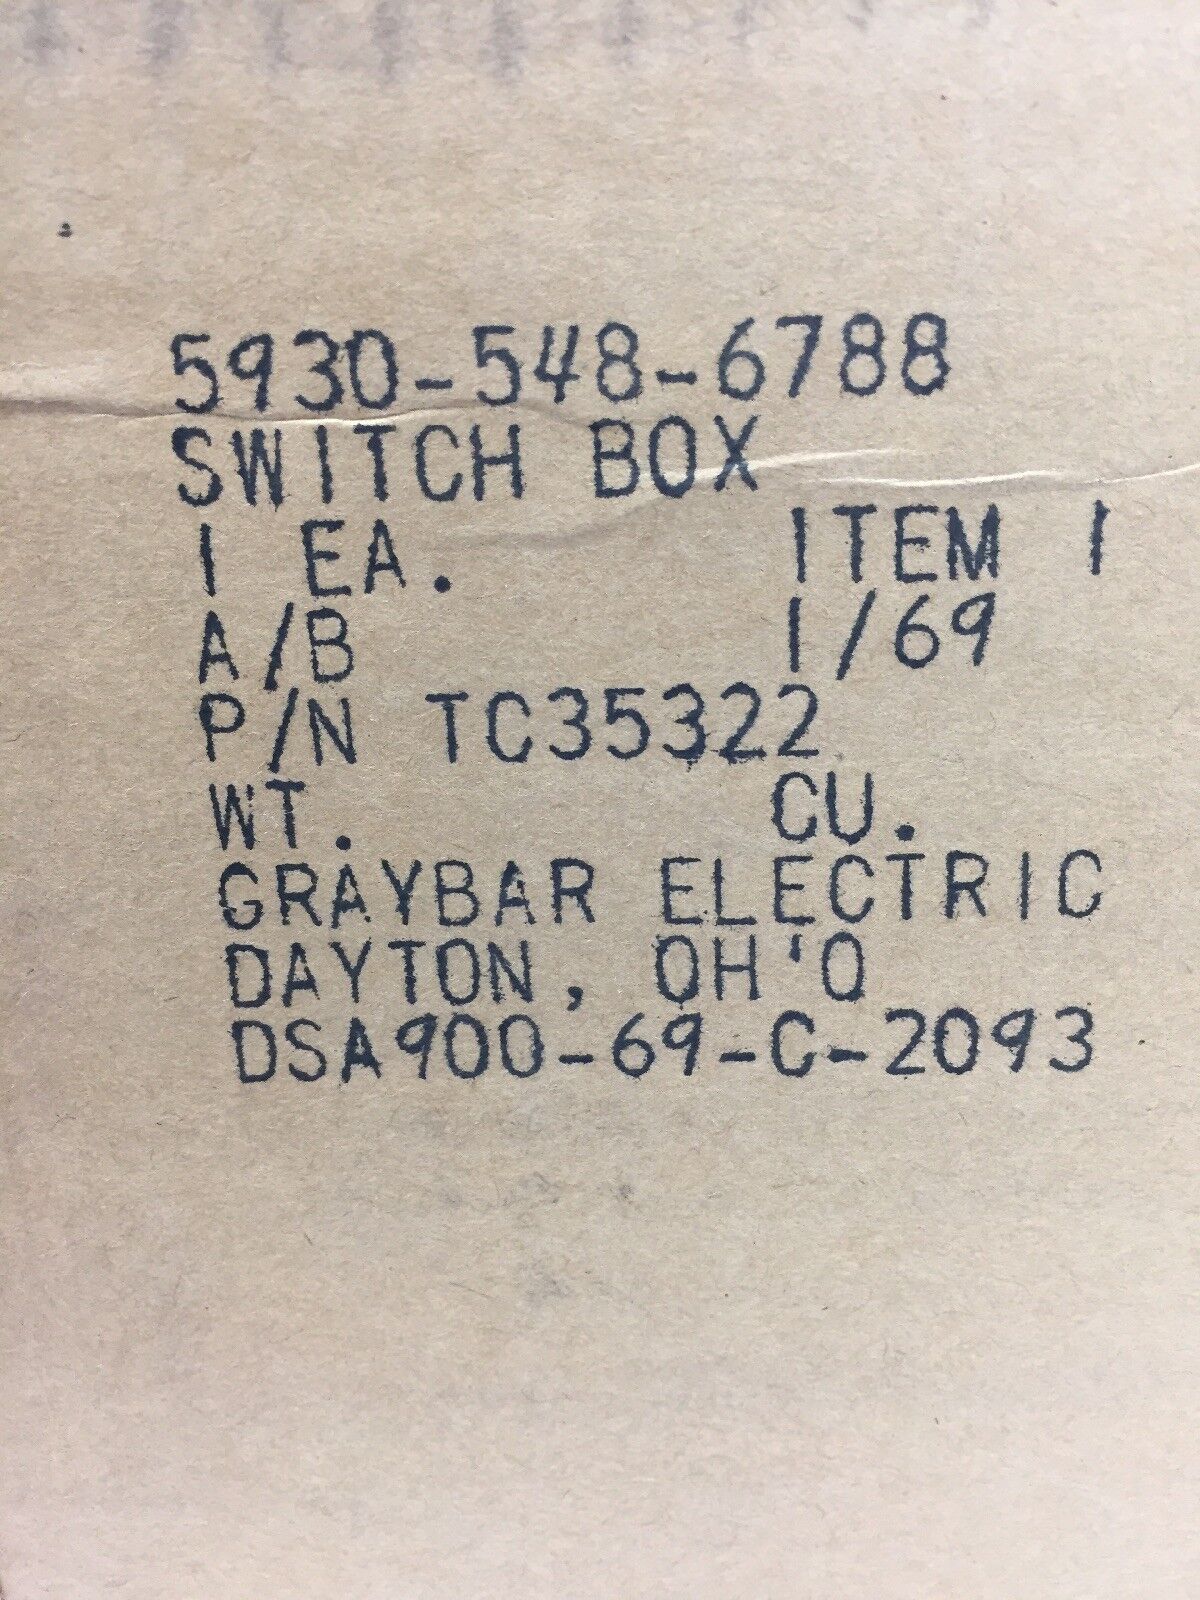 5930-548-6788
SWITCH BOX
1 EA. ITEM 1
A/B 1/69
P/N TC35322
WT. CU.
GRAYBAR ELECTRIC
DAYTON, OH'O
DSA900-69-C-2093